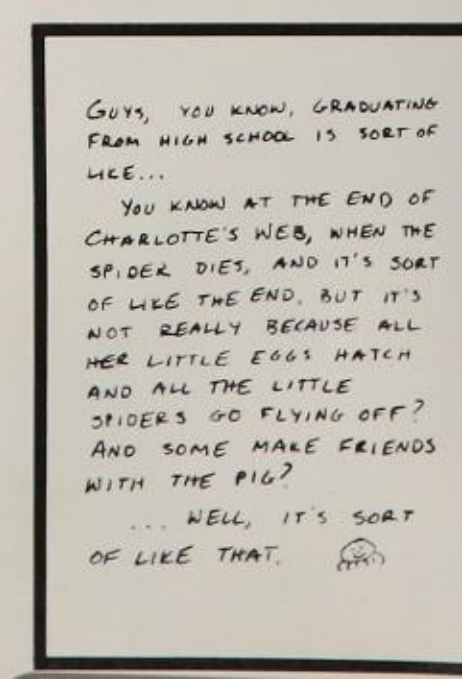 GUYS, YOU KNOW, GRADUATING
FROM HIGH SCHOOL IS SORT OF
LIKE...
YOU KNOW AT THE END OF
CHARLOTTE'S WEB, WHEN THE
SPIDER DIES, AND IT'S SORT
OF LIKE THE END, BUT IT'S
NOT REALLY BECAUSE ALL
HER LITTLE EGGS HATCH
AND ALL THE LITTLE
SPIDERS GO FLYING OFF?
AND SOME MAKE FRIENDS
WITH THE PIG?
... WELL, IT'S SORT
OF LIKE THAT.